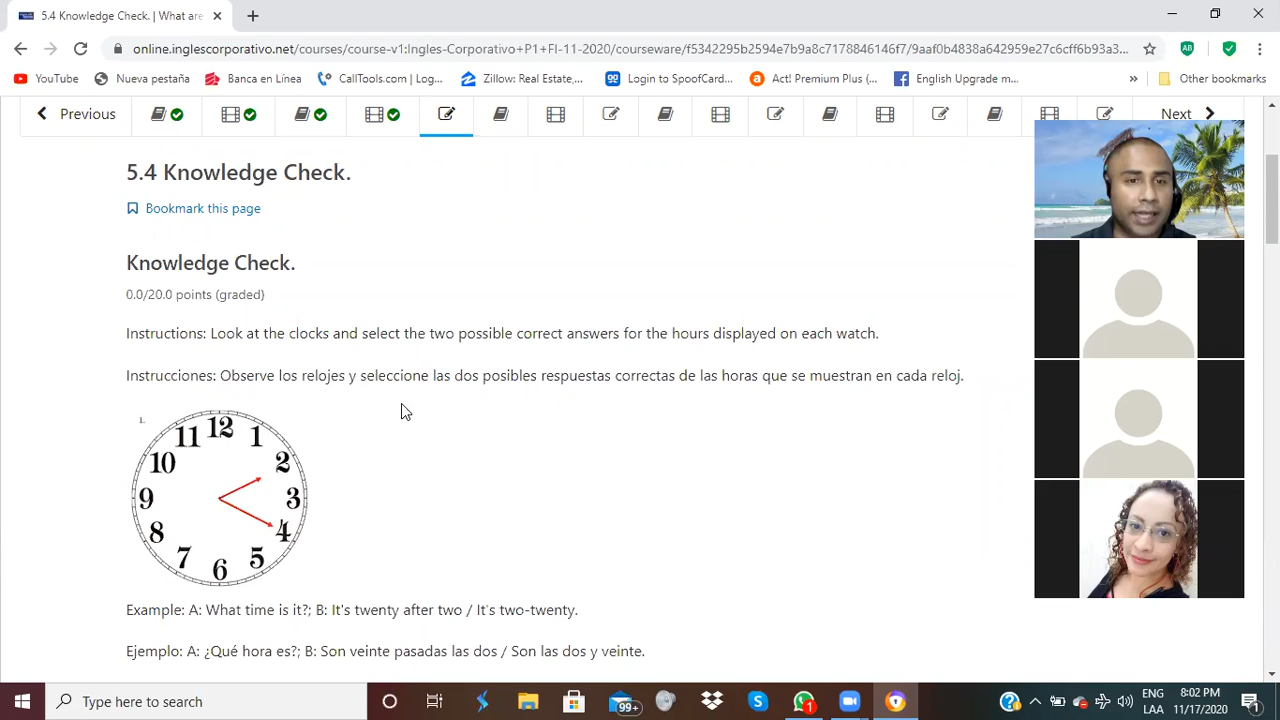 5.4 Knowledge Check. | What are
online.inglescorporativo.net/courses/course-v1:Ingles-Corporativo+P1+FI-11-2020/courseware/f5342295b2594e7b9a8c7178846146f7/9aaf0b4838a642959e27c6cff6b93a3...
YouTube Nueva pestaña Banca en Línea CallTools.com | Log... Zillow: Real Estate,... Login to SpoofCard... Act! Premium Plus (... English Upgrade m... » Other bookmarks
Previous Next
5.4 Knowledge Check.
Bookmark this page
Knowledge Check.
0.0/20.0 points (graded)
Instructions: Look at the clocks and select the two possible correct answers for the hours displayed on each watch.
Instrucciones: Observe los relojes y seleccione las dos posibles respuestas correctas de las horas que se muestran en cada reloj.
1.
12
11 1
10 2
9 3
8 4
7 5
6
Example: A: What time is it?; B: It's twenty after two / It's two-twenty.
Ejemplo: A: ¿Qué hora es?; B: Son veinte pasadas las dos / Son las dos y veinte.
Type here to search
99+
1
ENG
LAA
8:02 PM
11/17/2020
1